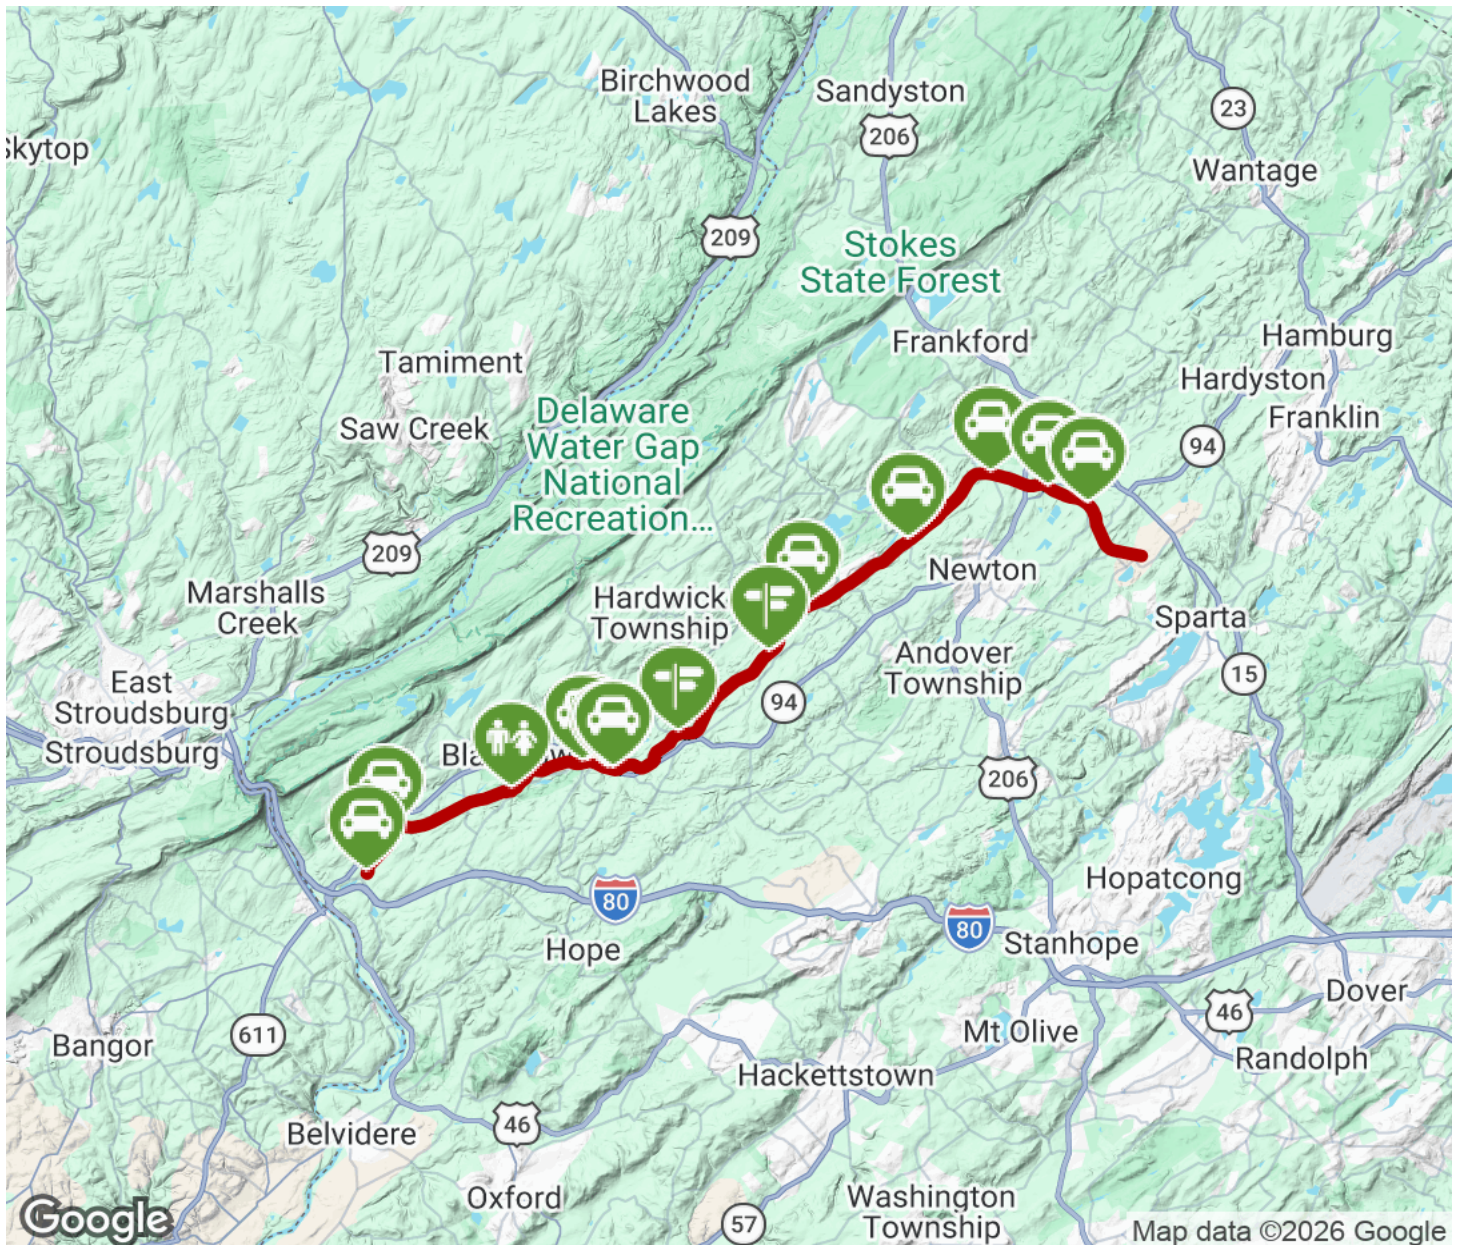 Birchwood
Lakes
Sandyston
206
23
Skytop
Wantage
209
Stokes
State Forest
Frankford
Hamburg
Tamiment
Hardyston
Franklin
Delaware
Water Gap
National
Recreation...
Saw Creek
94
209
Newton
Marshalls
Creek
Hardwick
Township
Sparta
Andover
Township
15
East
Stroudsburg
Stroudsburg
94
206
Hopatcong
80
80
Hope
Stanhope
Dover
46
611
Bangor
Mt Olive
Randolph
Hackettstown
46
Belvidere
Oxford
Washington
Township
57
Google
Map data ©2026 Google